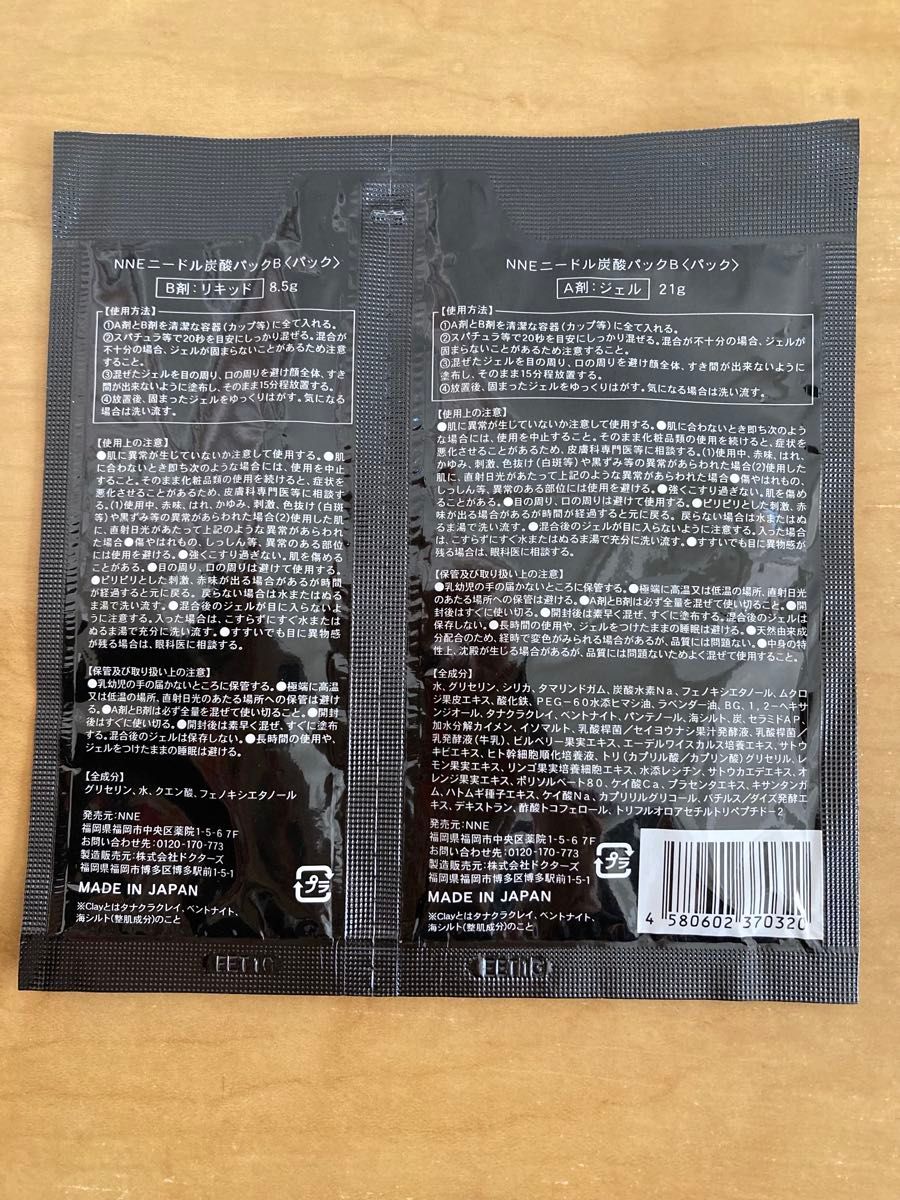 NNEニードル炭酸パックB〈パック〉
B剤:リキッド 8.5g
【使用方法】
①A剤とB剤を清潔な容器(カップ等)に全て入れる。
②スパチュラ等で20秒を目安にしっかり混ぜる。混合が
不十分の場合、ジェルが固まらないことがあるため注意
すること。
③混ぜたジェルを目の周り、口の周りを避け顔全体、すき
間が出来ないように塗布し、そのまま15分程放置する。
④放置後、固まったジェルをゆっくりはがす。気になる
場合は洗い流す。
【使用上の注意】
●肌に異常が生じていないか注意して使用する。●肌
に合わないとき即ち次のような場合には、使用を中止
すること。そのまま化粧品類の使用を続けると、症状を
悪化させることがあるため、皮膚科専門医等に相談す
る。(1)使用中、赤味、はれ、かゆみ、刺激、色抜け(白斑
等)や黒ずみ等の異常があらわれた場合(2)使用した肌
に、直射日光があたって上記のような異常があらわれ
た場合●傷やはれもの、しっしん等、異常のある部位
には使用を避ける。●強くこすり過ぎない。肌を傷める
ことがある。●目の周り、口の周りは避けて使用する。
●ピリピリとした刺激、赤味が出る場合があるが時間
が経過すると元に戻る。戻らない場合は水またはぬる
ま湯で洗い流す。●混合後のジェルが目に入らないよ
うに注意する。入った場合は、こすらずにすぐ水または
ぬるま湯で充分に洗い流す。●すすいでも目に異物感
が残る場合は、眼科医に相談する。
【保管及び取り扱い上の注意】
●乳幼児の手の届かないところに保管する。●極端に高温
又は低温の場所、直射日光のあたる場所への保管は避け
る。●A剤とB剤は必ず全量を混ぜて使い切ること。●開封
後はすぐに使い切る。●開封後は素早く混ぜ、すぐに塗布
する。混合後のジェルは保存しない。●長時間の使用や、
ジェルをつけたままの睡眠は避ける。
【全成分】
グリセリン、水、クエン酸、フェノキシエタノール
発売元:NNE
福岡県福岡市中央区薬院1-5-6 7F
お問い合わせ先:0120-170-773
製造販売元:株式会社ドクターズ
福岡県福岡市博多区博多駅前1-5-1
MADE IN JAPAN
プラ
※Clayとはタナクラクレイ、ベントナイト、
海シルト(整肌成分)のこと
NNEニードル炭酸パックB〈パック〉
A剤:ジェル 21g
【使用方法】
①A剤とB剤を清潔な容器(カップ等)に全て入れる。
②スパチュラ等で20秒を目安にしっかり混ぜる。混合が不十分の場合、ジェルが
固まらないことがあるため注意すること。
③混ぜたジェルを目の周り、口の周りを避け顔全体、すき間が出来ないように
塗布し、そのまま15分程放置する。
④放置後、固まったジェルをゆっくりはがす。気になる場合は洗い流す。
【使用上の注意】
●肌に異常が生じていないか注意して使用する。●肌に合わないとき即ち次のよう
な場合には、使用を中止すること。そのまま化粧品類の使用を続けると、症状を
悪化させることがあるため、皮膚科専門医等に相談する。(1)使用中、赤味、はれ、
かゆみ、刺激、色抜け(白斑等)や黒ずみ等の異常があらわれた場合(2)使用した
肌に、直射日光があたって上記のような異常があらわれた場合●傷やはれもの、
しっしん等、異常のある部位には使用を避ける。●強くこすり過ぎない。肌を傷め
ることがある。●目の周り、口の周りは避けて使用する。●ピリピリとした刺激、赤
味が出る場合があるが時間が経過すると元に戻る。戻らない場合は水またはぬ
るま湯で洗い流す。●混合後のジェルが目に入らないように注意する。入った場合
は、こすらずにすぐ水またはぬるま湯で充分に洗い流す。●すすいでも目に異物感が
残る場合は、眼科医に相談する。
【保管及び取り扱い上の注意】
●乳幼児の手の届かないところに保管する。●極端に高温又は低温の場所、直射日光
のあたる場所への保管は避ける。●A剤とB剤は必ず全量を混ぜて使い切ること。●開
封後はすぐに使い切る。●開封後は素早く混ぜ、すぐに塗布する。混合後のジェルは
保存しない。●長時間の使用や、ジェルをつけたままの睡眠は避ける。●天然由来成
分配合のため、経時で変色がみられる場合があるが、品質には問題ない。●中身の特
性上、沈殿が生じる場合があるが、品質には問題ないためよく混ぜて使用すること。
【全成分】
水、グリセリン、シリカ、タマリンドガム、炭酸水素Na、フェノキシエタノール、ムクロ
ジ果皮エキス、酸化鉄、PEG-60水添ヒマシ油、ラベンダー油、BG、1,2-ヘキサ
ンジオール、タナクラクレイ、ベントナイト、パンテノール、海シルト、炭、セラミドAP、
加水分解カイメン、イソマルト、乳酸桿菌/セイヨウナシ果汁発酵液、乳酸桿菌/
乳発酵液(牛乳)、ビルベリー果実エキス、エーデルワイスカルス培養エキス、サトウ
キビエキス、ヒト幹細胞順化培養液、トリ(カプリル酸/カプリン酸)グリセリル、レ
モン果実エキス、リンゴ果実培養細胞エキス、水添レシチン、サトウカエデエキス、オ
レンジ果実エキス、ポリソルベート80、ケイ酸Ca、プラセンタエキス、キサンタンガ
ム、ハトムギ種子エキス、ケイ酸Na、カプリリルグリコール、バチルス/ダイズ発酵エ
キス、デキストラン、酢酸トコフェロール、トリフルオロアセチルトリペプチド-2
発売元:NNE
福岡県福岡市中央区薬院1-5-6 7F
お問い合わせ先:0120-170-773
製造販売元:株式会社ドクターズ
福岡県福岡市博多区博多駅前1-5-1
MADE IN JAPAN
プラ
※Clayとはタナクラクレイ、ベントナイト、
海シルト(整肌成分)のこと
4 580602 370320